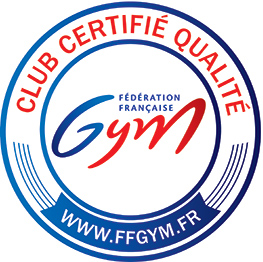 CLUB CERTIFIÉ QUALITÉ
FÉDÉRATION
FRANÇAISE
Gym
WWW.FFGYM.FR